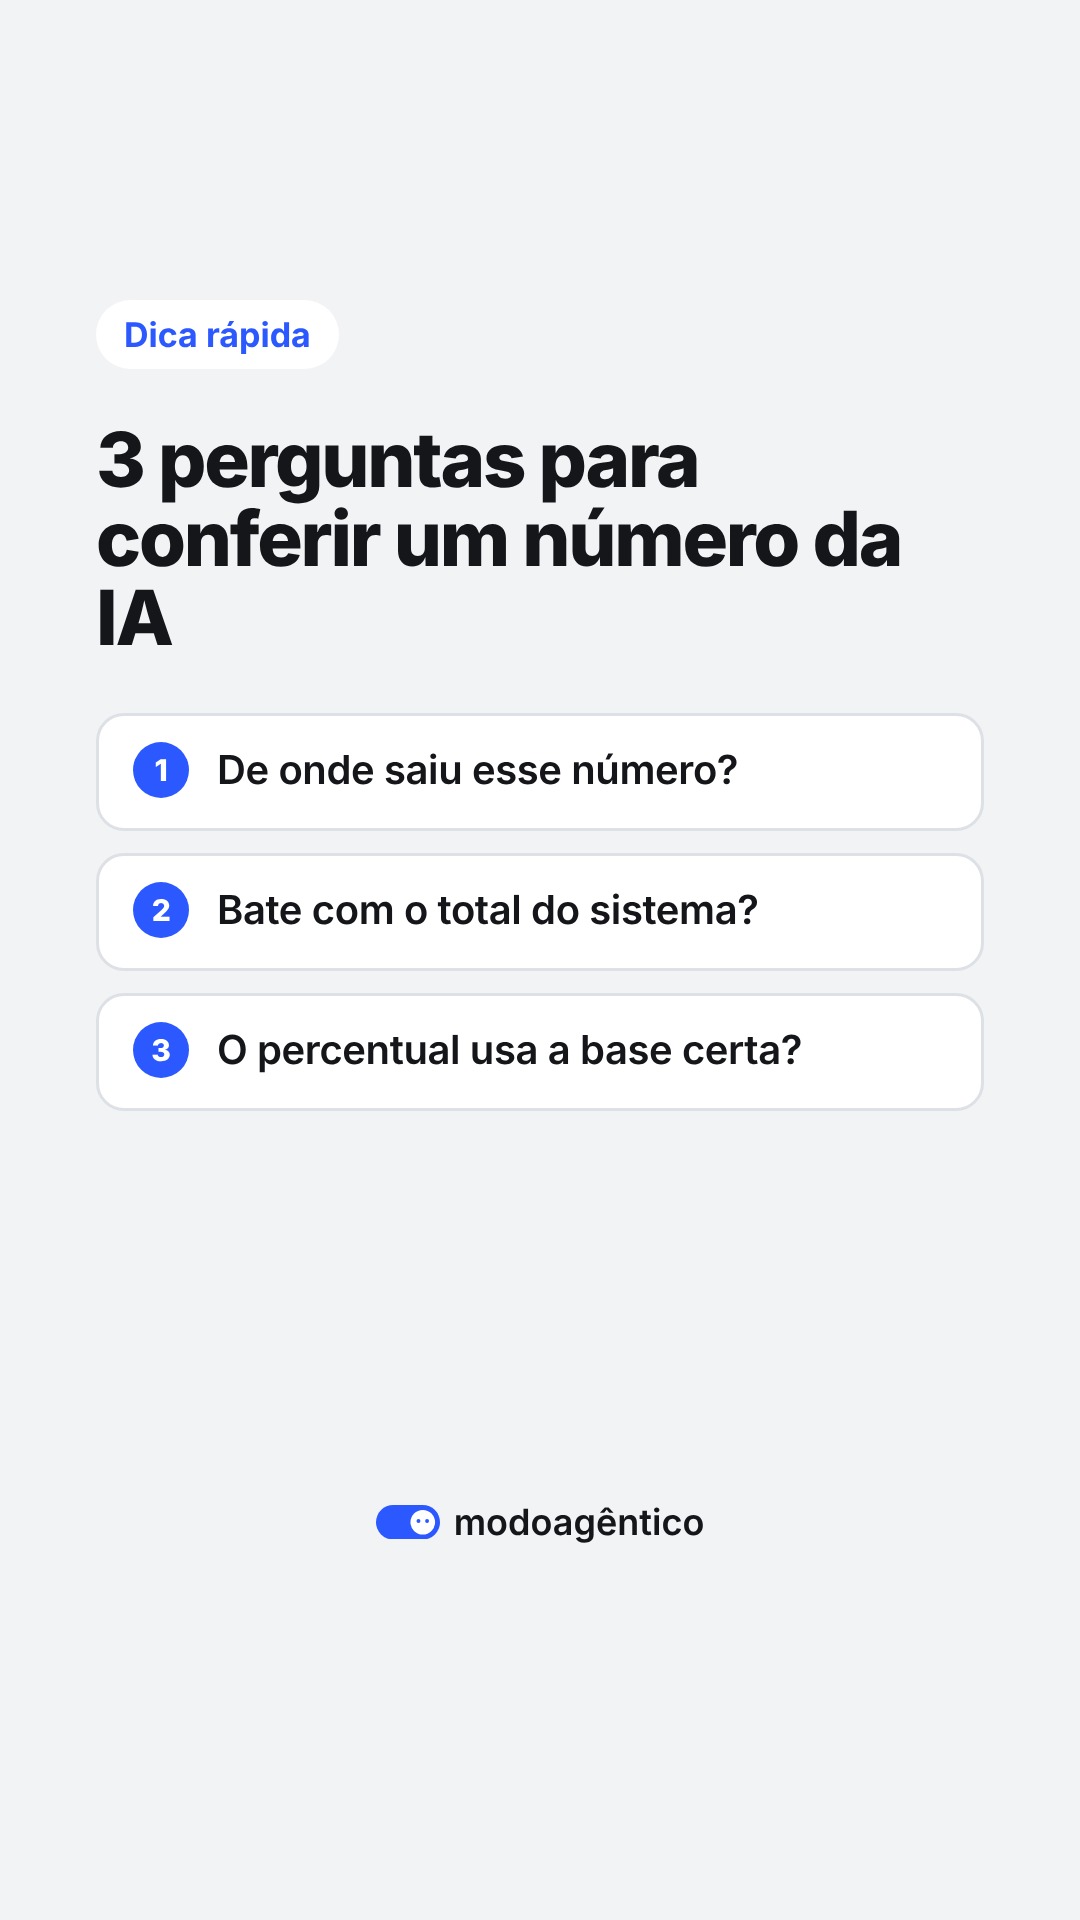 Dica rápida
3 perguntas para
conferir um número da
IA
1 De onde saiu esse número?
2 Bate com o total do sistema?
3 O percentual usa a base certa?
modoagêntico